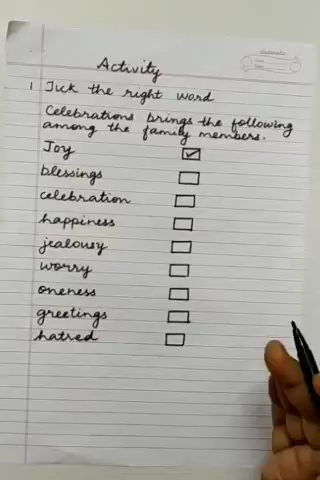 Activity
1 Tick the right word
Celebrations brings the following
among the family members.
Joy
blessings
celebration
happiness
jealousy
worry
oneness
greetings
hatred